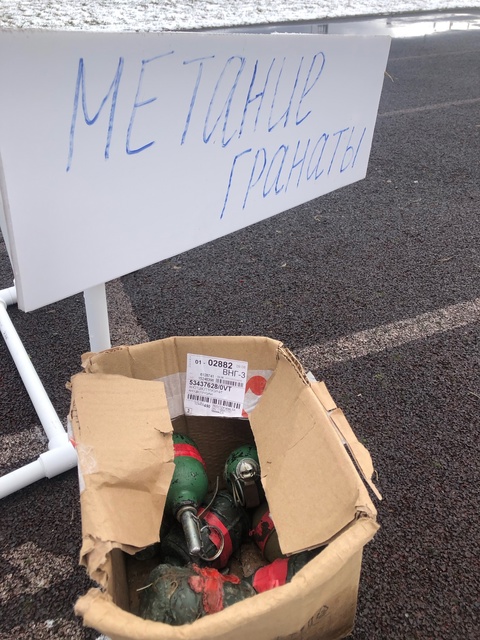 МЕТАНИЕ
ГРАНАТЫ
01 - 02882
ВНГ-3
53437628/0VT